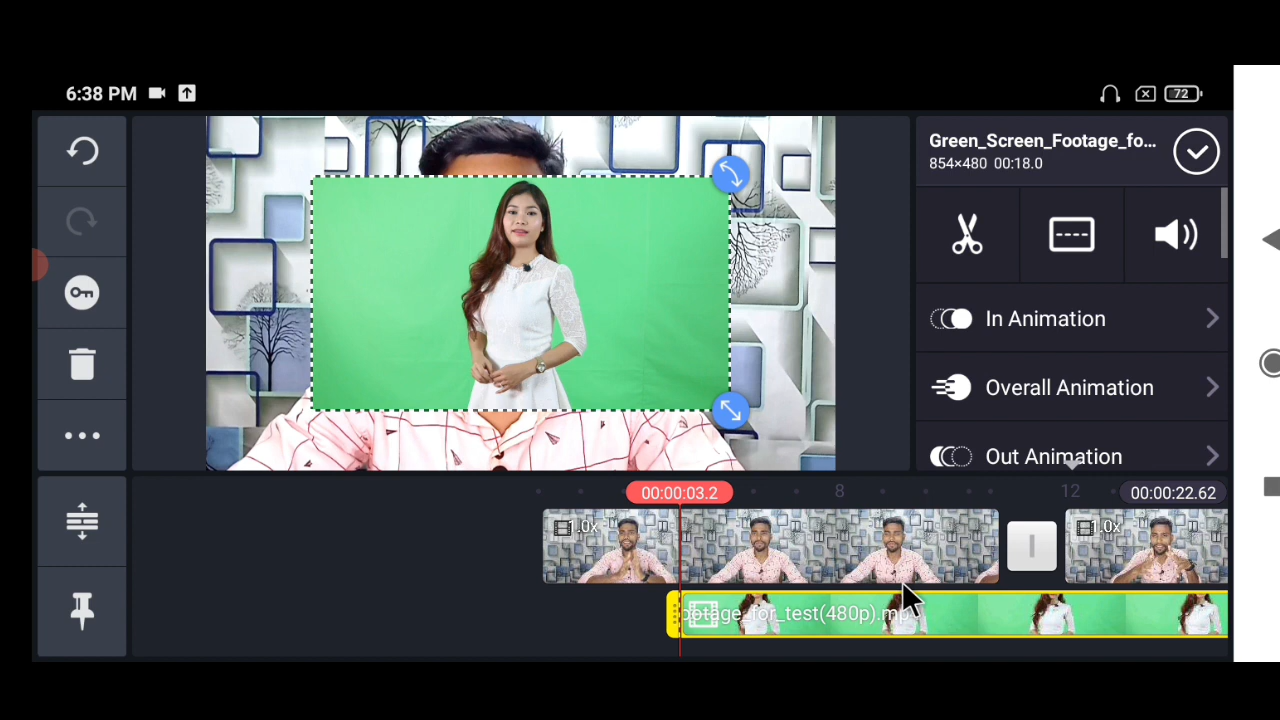 6:38 PM
72
Green_Screen_Footage_fo...
854×480 00:18.0
In Animation
Overall Animation
Out Animation
00:00:03.2
8
12
00:00:22.62
1.0x
1.0x
ootage_for_test(480p).mp